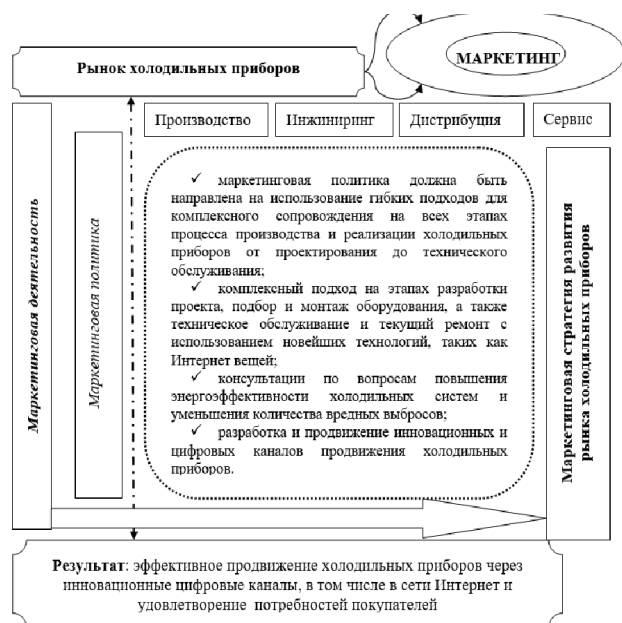 Рынок холодильных приборов
МАРКЕТИНГ
Производство
Инжиниринг
Дистрибуция
Сервис
Маркетинговая деятельность
Маркетинговая политика
✓ маркетинговая политика должна быть
направлена на использование гибких подходов для
комплексного сопровождения на всех этапах
процесса производства и реализации холодильных
приборов от проектирования до технического
обслуживания;
✓ комплексный подход на этапах разработки
проекта, подбор и монтаж оборудования, а также
техническое обслуживание и текущий ремонт с
использованием новейших технологий, таких как
Интернет вещей;
✓ консультации по вопросам повышения
энергоэффективности холодильных систем и
уменьшения количества вредных выбросов;
✓ разработка и продвижение инновационных и
цифровых каналов продвижения холодильных
приборов.
Маркетинговая стратегия развития
рынка холодильных приборов
Результат: эффективное продвижение холодильных приборов через
инновационные цифровые каналы, в том числе в сети Интернет и
удовлетворение потребностей покупателей